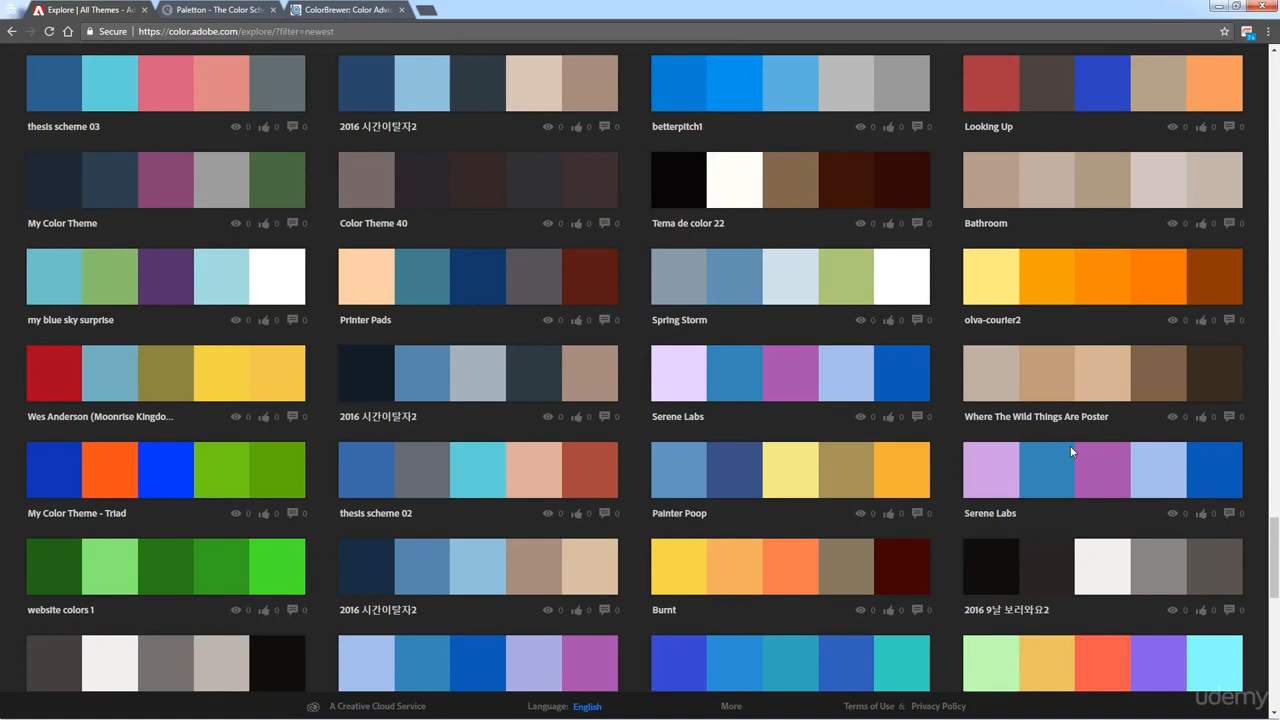 Explore | All Themes - Ado
Paletton - The Color Sch
ColorBrewer: Color Advic
Secure
https://color.adobe.com/explore/?filter=newest
thesis scheme 03
0 0 0
2016 시간이탈자2
0 0 0
betterpitch1
0 0 0
Looking Up
0 0 0
My Color Theme
0 0 0
Color Theme 40
0 0 0
Tema de color 22
0 0 0
Bathroom
0 0 0
my blue sky surprise
0 0 0
Printer Pads
0 0 0
Spring Storm
0 0 0
olva-courier2
0 0 0
Wes Anderson (Moonrise KIngdo...
0 0 0
2016 시간이탈자2
0 0 0
Serene Labs
0 0 0
Where The Wild Things Are Poster
0 0 0
My Color Theme - Triad
0 0 0
thesis scheme 02
0 0 0
Painter Poop
0 0 0
Serene Labs
0 0 0
website colors 1
0 0 0
2016 시간이탈자2
0 0 0
Burnt
0 0 0
2016 9날 보러와요2
0 0 0
A Creative Cloud Service
Language: English
More
Terms of Use & Privacy Policy
udemy